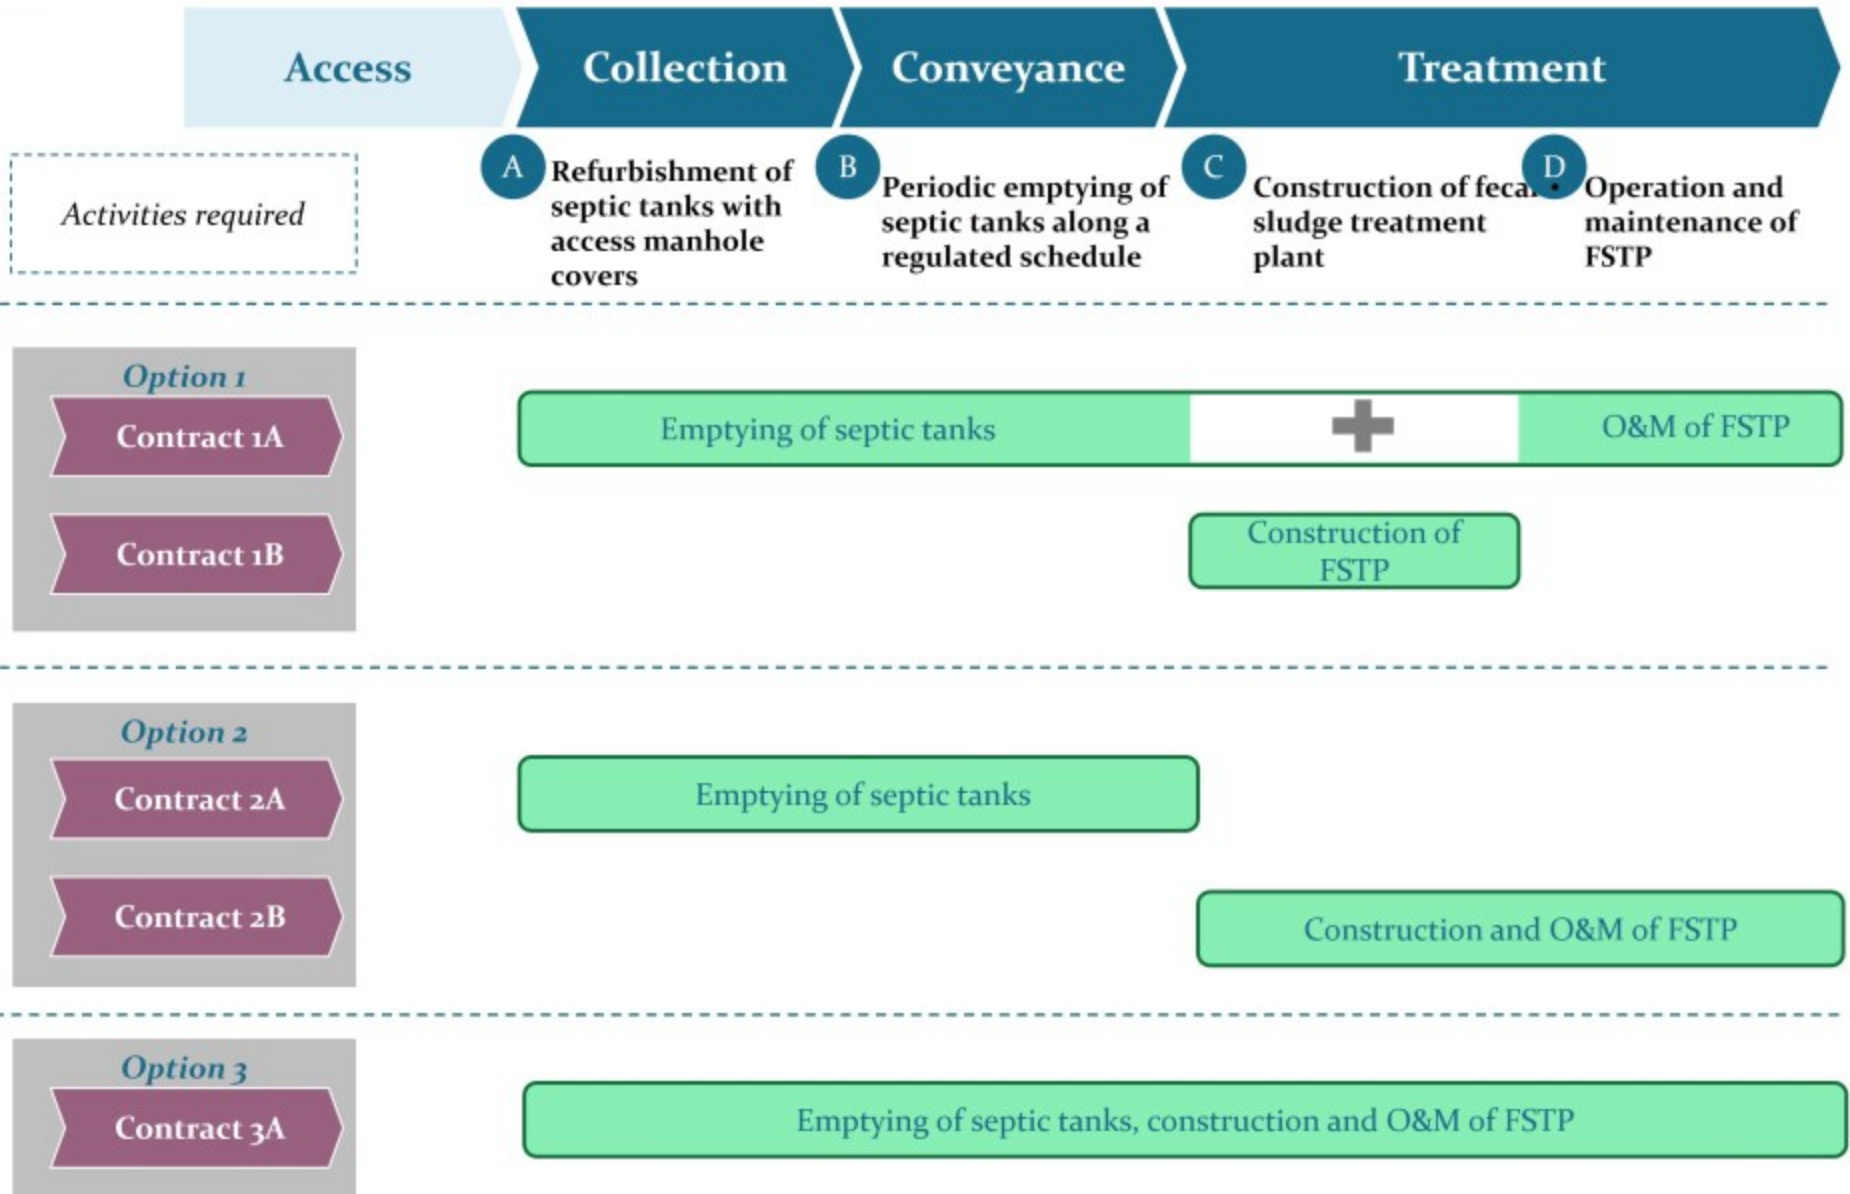 Access
Collection
Conveyance
Treatment
Activities required
A
Refurbishment of
septic tanks with
access manhole
covers
B
Periodic emptying of
septic tanks along a
regulated schedule
C
Construction of fecal
sludge treatment
plant
D
• Operation and
maintenance of
FSTP
Option 1
Contract 1A
Emptying of septic tanks
O&M of FSTP
Contract 1B
Construction of
FSTP
Option 2
Contract 2A
Emptying of septic tanks
Contract 2B
Construction and O&M of FSTP
Option 3
Contract 3A
Emptying of septic tanks, construction and O&M of FSTP